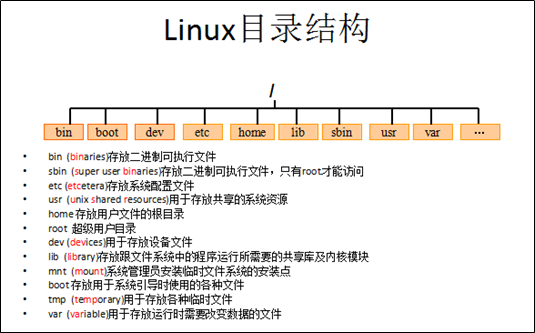 Linux目录结构
/
bin boot dev etc home lib sbin usr var ...
• bin (binaries)存放二进制可执行文件
• sbin (super user binaries)存放二进制可执行文件，只有root才能访问
• etc (etcetera)存放系统配置文件
• usr (unix shared resources)用于存放共享的系统资源
• home 存放用户文件的根目录
• root 超级用户目录
• dev (devices)用于存放设备文件
• lib (library)存放跟文件系统中的程序运行所需要的共享库及内核模块
• mnt (mount)系统管理员安装临时文件系统的安装点
• boot 存放用于系统引导时使用的各种文件
• tmp (temporary)用于存放各种临时文件
• var (variable)用于存放运行时需要改变数据的文件